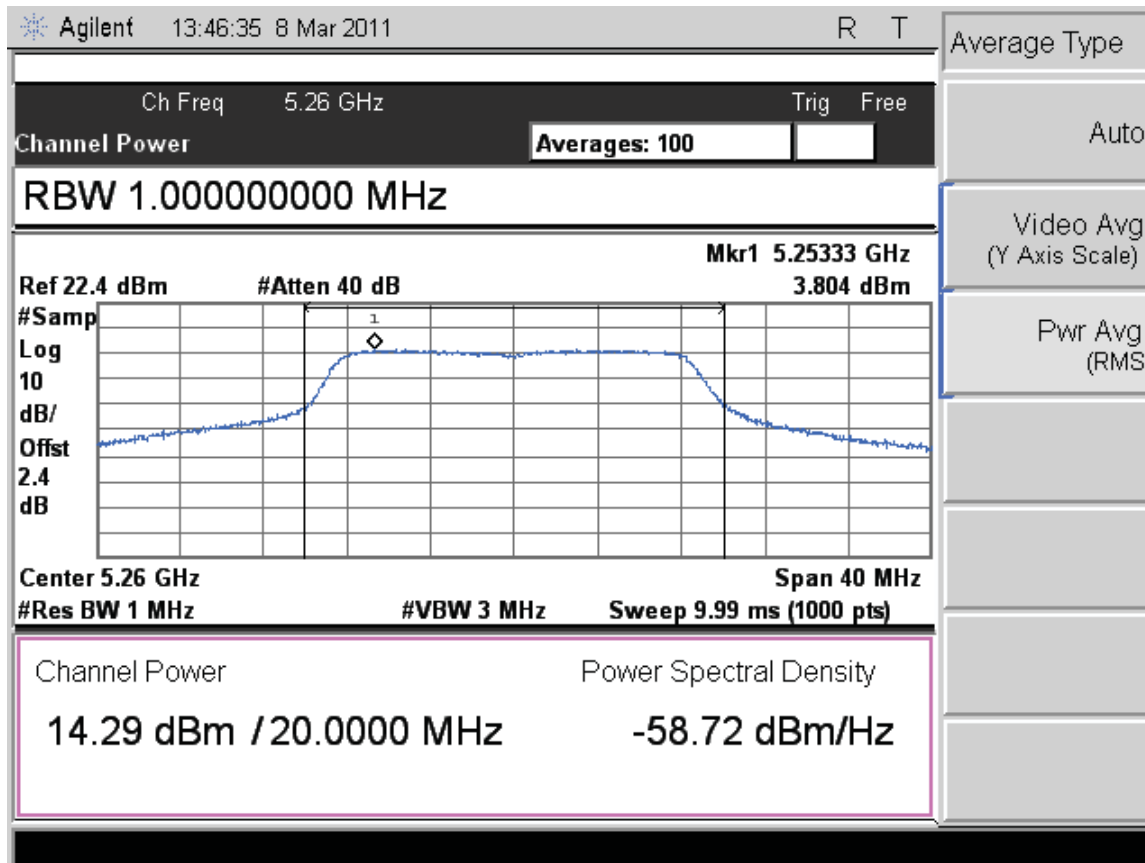 Agilent 13:46:35 8 Mar 2011 R T
Average Type
Ch Freq 5.26 GHz Trig Free
Channel Power Averages: 100
RBW 1.000000000 MHz
Mkr1 5.25333 GHz
Ref 22.4 dBm #Atten 40 dB 3.804 dBm
#Samp
Log
10
dB/
Offst
2.4
dB
1
Center 5.26 GHz Span 40 MHz
#Res BW 1 MHz #VBW 3 MHz Sweep 9.99 ms (1000 pts)
Channel Power Power Spectral Density
14.29 dBm / 20.0000 MHz -58.72 dBm/Hz
Auto
Video Avg
(Y Axis Scale)
Pwr Avg
(RMS